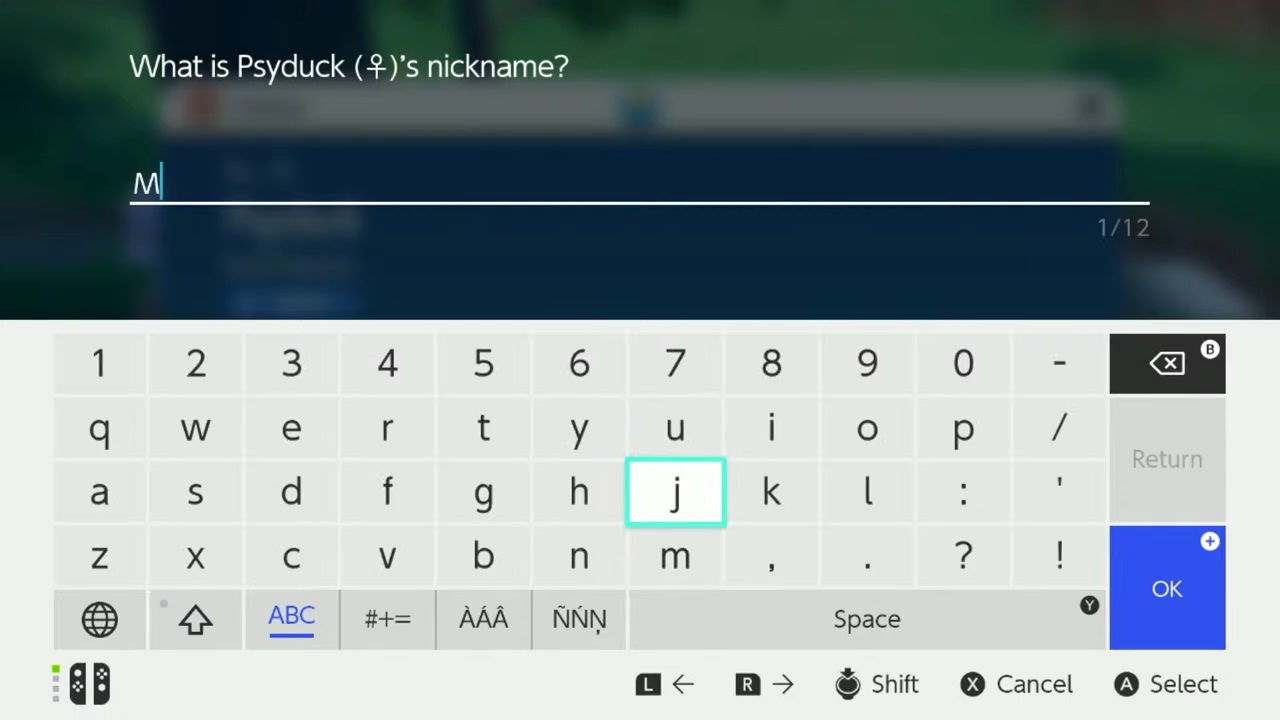 What is Psyduck (♀)'s nickname?
M
1/12
1 2 3 4 5 6 7 8 9 0 - B
q w e r t y u i o p / Return
a s d f g h j k l : '
z x c v b n m , . ? ! + OK
ABC #+= ÀÁÂ ÑŃŅ Space Y
L ← R → Shift X Cancel A Select